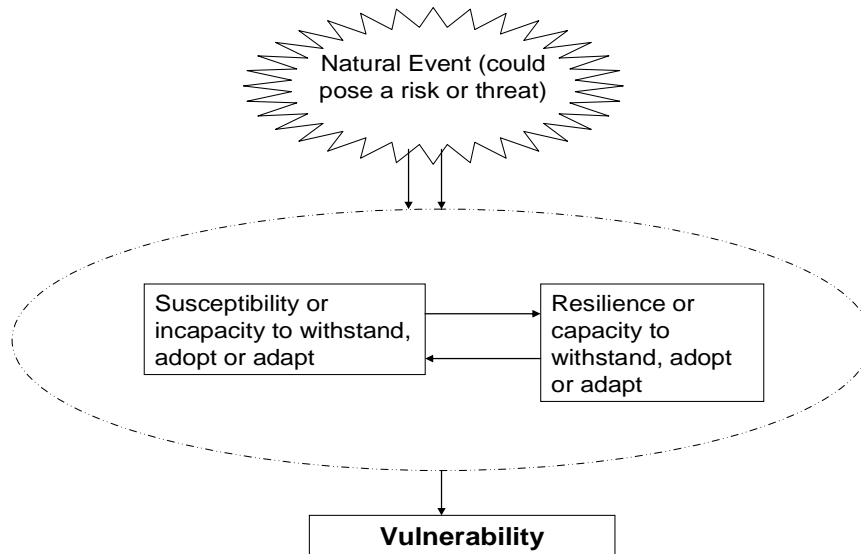 Natural Event (could
pose a risk or threat)
Susceptibility or
incapacity to withstand,
adopt or adapt
Resilience or
capacity to
withstand, adopt
or adapt
Vulnerability